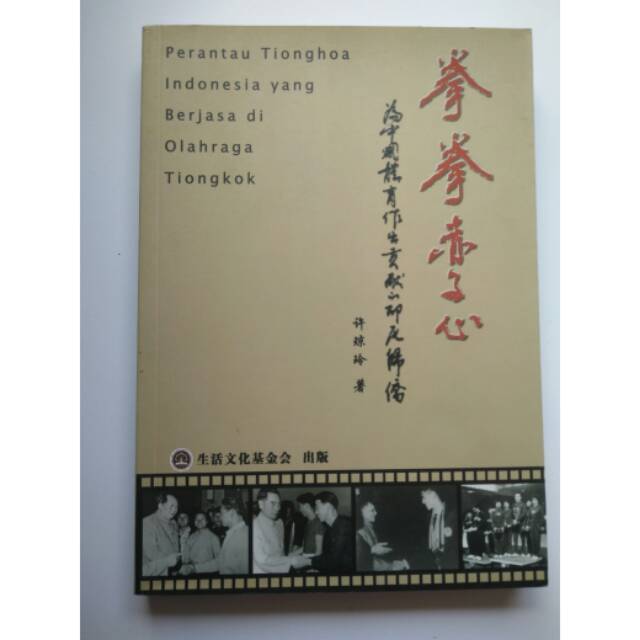 Perantau Tionghoa
Indonesia yang
Berjasa di
Olahraga
Tiongkok
拳拳赤子心
为中国体育作出贡献的印尼归侨
许琼玲 著
生活文化基金会 出版